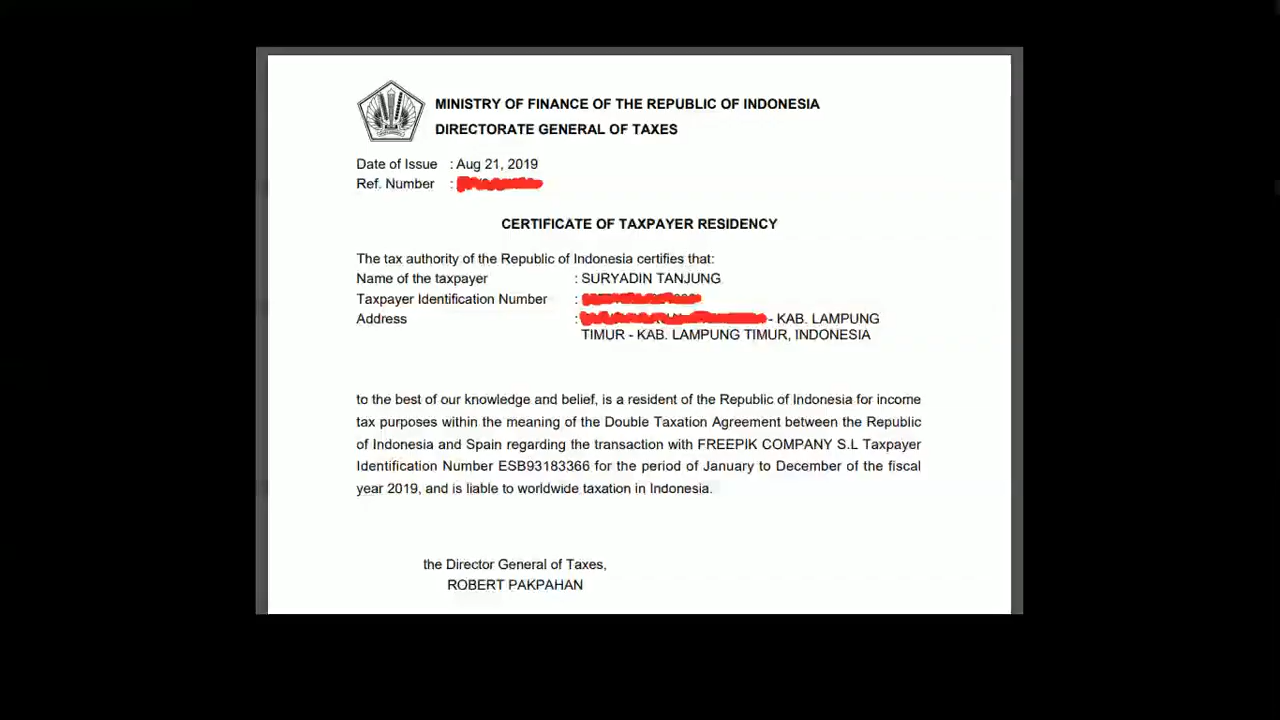 MINISTRY OF FINANCE OF THE REPUBLIC OF INDONESIA
DIRECTORATE GENERAL OF TAXES
Date of Issue : Aug 21, 2019
Ref. Number :
CERTIFICATE OF TAXPAYER RESIDENCY
The tax authority of the Republic of Indonesia certifies that:
Name of the taxpayer : SURYADIN TANJUNG
Taxpayer Identification Number :
Address : - KAB. LAMPUNG
TIMUR - KAB. LAMPUNG TIMUR, INDONESIA
to the best of our knowledge and belief, is a resident of the Republic of Indonesia for income
tax purposes within the meaning of the Double Taxation Agreement between the Republic
of Indonesia and Spain regarding the transaction with FREEPIK COMPANY S.L Taxpayer
Identification Number ESB93183366 for the period of January to December of the fiscal
year 2019, and is liable to worldwide taxation in Indonesia.
the Director General of Taxes,
ROBERT PAKPAHAN